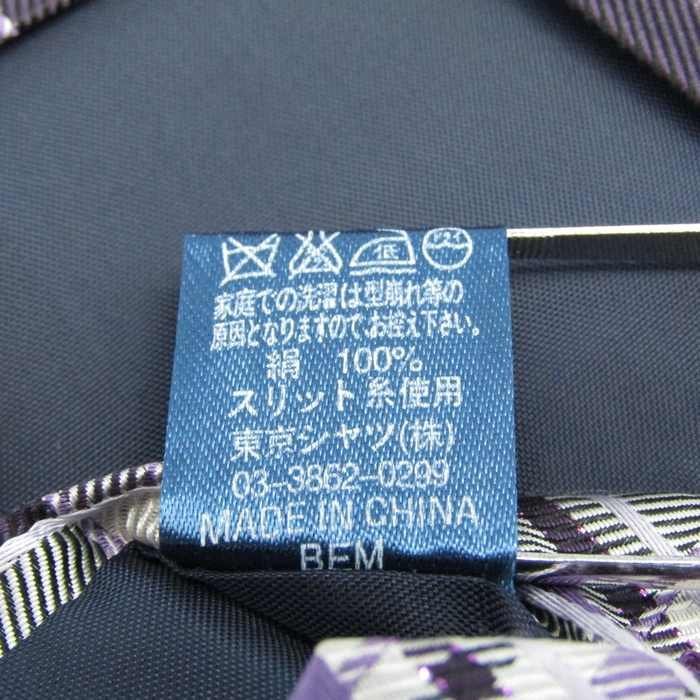 低
家庭での洗濯は型崩れ等の
原因となりますので、お控え下さい。
絹 100%
スリット糸使用
東京シャツ(株)
03-3862-0299
MADE IN CHINA
BEM